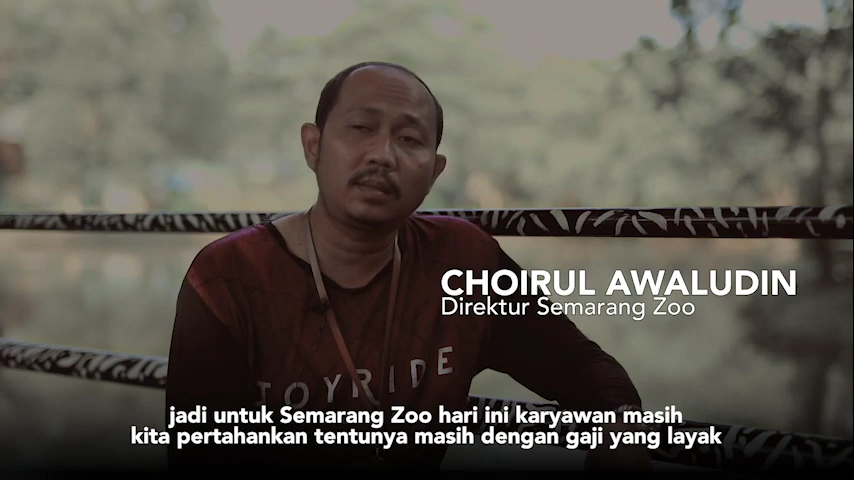 CHOIRUL AWALUDIN
Direktur Semarang Zoo
JOYRIDE
jadi untuk Semarang Zoo hari ini karyawan masih
kita pertahankan tentunya masih dengan gaji yang layak